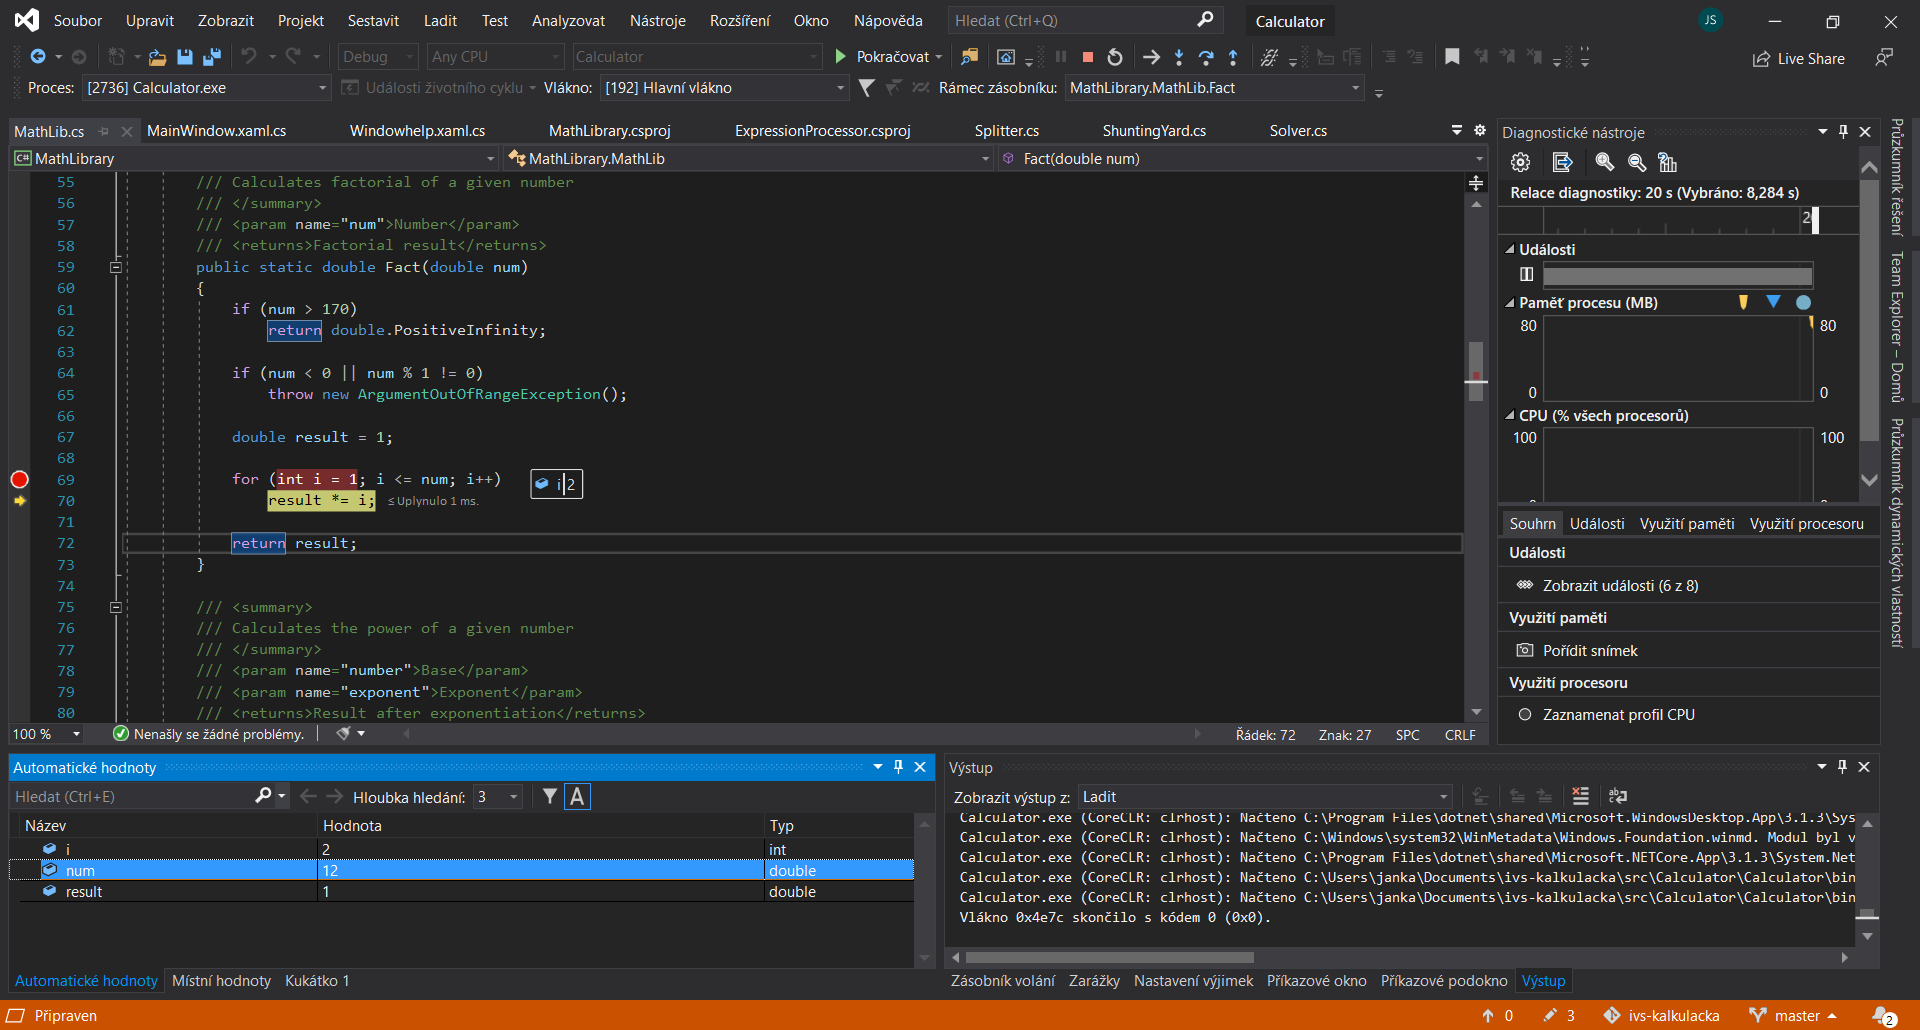 Soubor Upravit Zobrazit Projekt Sestavit Ladit Test Analyzovat Nástroje Rozšíření Okno Nápověda Hledat (Ctrl+Q) Calculator JS
Debug Any CPU Calculator Pokračovat Live Share
Proces: [2736] Calculator.exe Události životního cyklu Vlákno: [192] Hlavní vlákno Rámec zásobníku: MathLibrary.MathLib.Fact
MathLib.cs MainWindow.xaml.cs Windowhelp.xaml.cs MathLibrary.csproj ExpressionProcessor.csproj Splitter.cs ShuntingYard.cs Solver.cs
C# MathLibrary MathLibrary.MathLib Fact(double num)
55 /// Calculates factorial of a given number
56 /// </summary>
57 /// <param name="num">Number</param>
58 /// <returns>Factorial result</returns>
59 public static double Fact(double num)
60 {
61 if (num > 170)
62 return double.PositiveInfinity;
63
64 if (num < 0 || num % 1 != 0)
65 throw new ArgumentOutOfRangeException();
66
67 double result = 1;
68
69 for (int i = 1; i <= num; i++) i 2
70 result *= i; ≤ Uplynulo 1 ms.
71
72 return result;
73 }
74
75 /// <summary>
76 /// Calculates the power of a given number
77 /// </summary>
78 /// <param name="number">Base</param>
79 /// <param name="exponent">Exponent</param>
80 /// <returns>Result after exponentiation</returns>
100 % Nenašly se žádné problémy. Řádek: 72 Znak: 27 SPC CRLF
Diagnostické nástroje
Relace diagnostiky: 20 s (Vybráno: 8,284 s)
Události
Paměť procesu (MB)
80 80
0 0
CPU (% všech procesorů)
100 100
Souhrn Události Využití paměti Využití procesoru
Události
Zobrazit události (6 z 8)
Využití paměti
Pořídit snímek
Využití procesoru
Zaznamenat profil CPU
Průzkumník řešení
Team Explorer – Domů
Průzkumník dynamických vlastností
Automatické hodnoty
Hledat (Ctrl+E) Hloubka hledání: 3 A
Název Hodnota Typ
i 2 int
num 12 double
result 1 double
Automatické hodnoty Místní hodnoty Kukátko 1
Výstup
Zobrazit výstup z: Ladit
Calculator.exe (CoreCLR: clrhost): Načteno C:\Program Files\dotnet\shared\Microsoft.WindowsDesktop.App\3.1.3\Sys
Calculator.exe (CoreCLR: clrhost): Načteno C:\Windows\system32\WinMetadata\Windows.Foundation.winmd. Modul byl v
Calculator.exe (CoreCLR: clrhost): Načteno C:\Program Files\dotnet\shared\Microsoft.NETCore.App\3.1.3\System.Net
Calculator.exe (CoreCLR: clrhost): Načteno C:\Users\janka\Documents\ivs-kalkulacka\src\Calculator\Calculator\bin
Calculator.exe (CoreCLR: clrhost): Načteno C:\Users\janka\Documents\ivs-kalkulacka\src\Calculator\Calculator\bin
Vlákno 0x4e7c skončilo s kódem 0 (0x0).
Zásobník volání Zarážky Nastavení výjimek Příkazové okno Příkazové podokno Výstup
Připraven 0 3 ivs-kalkulacka master 2